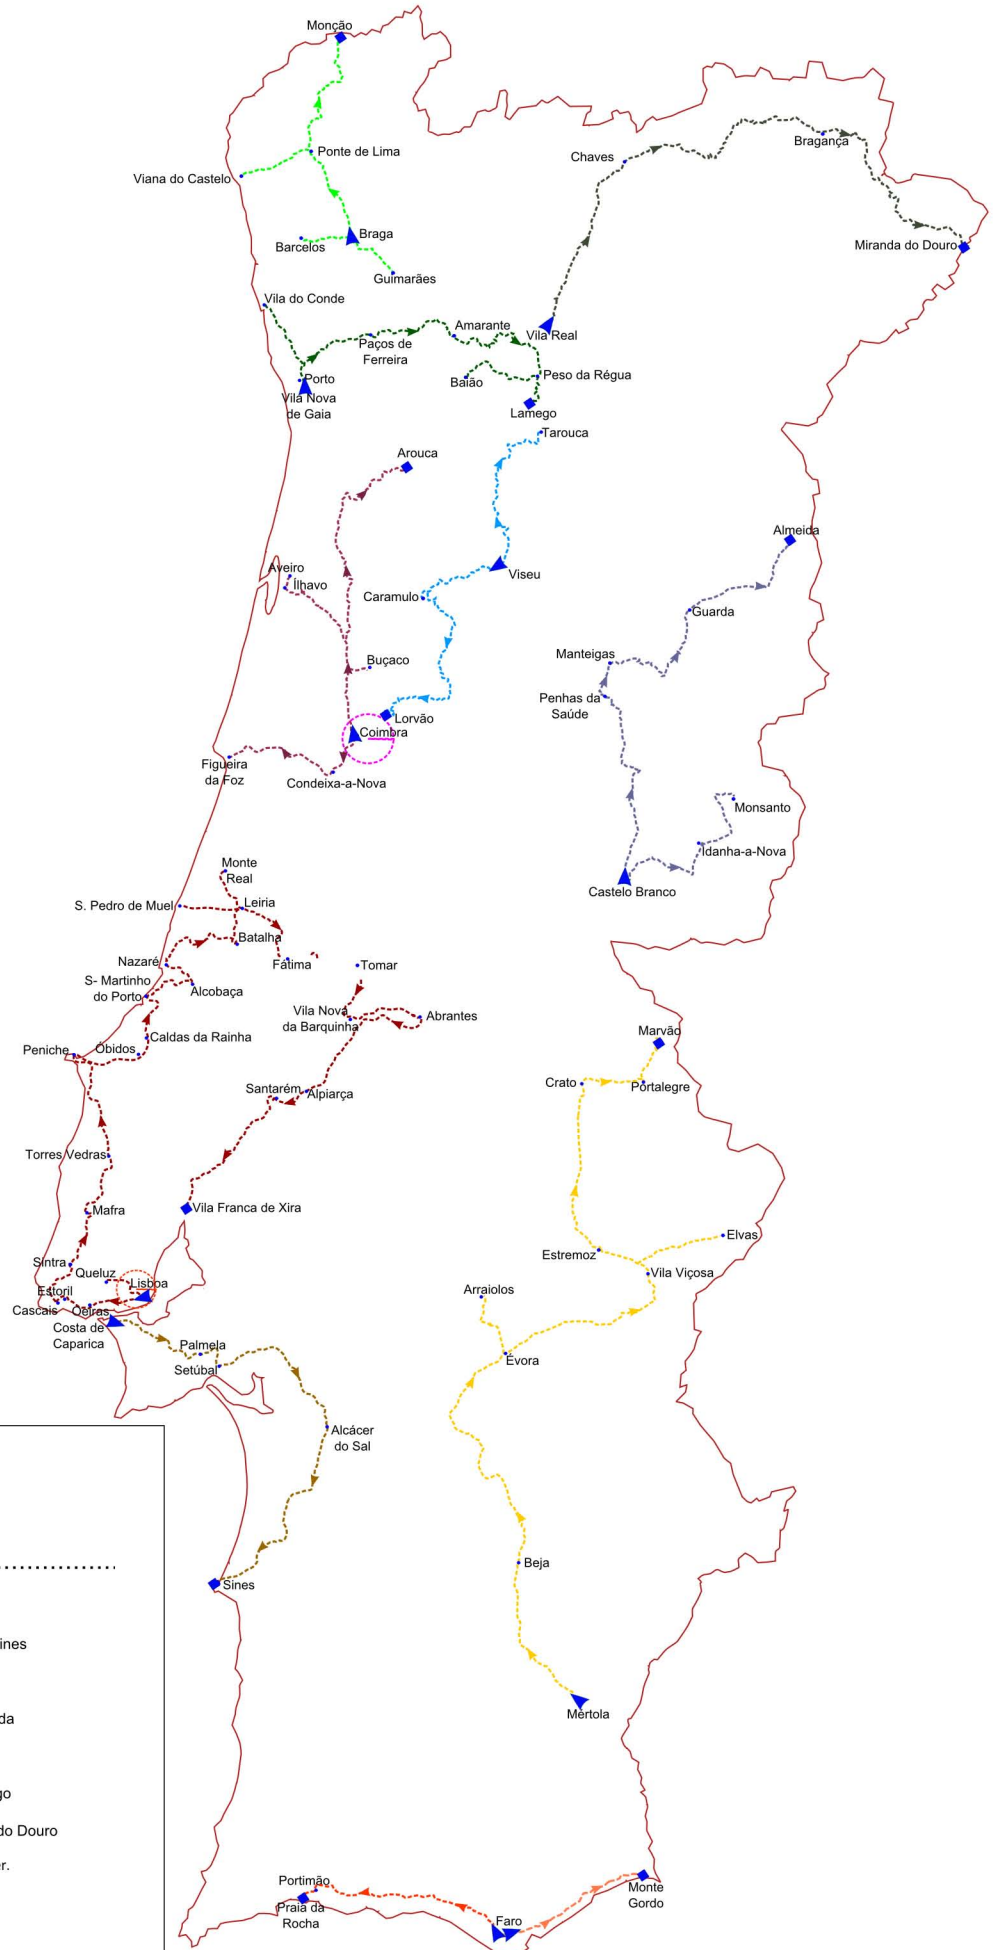 Monção
Ponte de Lima
Viana do Castelo
Braga
Barcelos
Guimarães
Chaves
Bragança
Miranda do Douro
Vila do Conde
Amarante
Vila Real
Paços de
Ferreira
Porto
Baião
Peso da Régua
Vila Nova
de Gaia
Lamego
Tarouca
Arouca
Almeida
Aveiro
Ílhavo
Viseu
Caramulo
Guarda
Manteigas
Buçaco
Penhas da
Saúde
Lorvão
Coimbra
Figueira
da Foz
Condeixa-a-Nova
Monsanto
Idanha-a-Nova
Castelo Branco
Monte
Real
S. Pedro de Muel
Leiria
Batalha
Nazaré
Fátima
Tomar
S- Martinho
do Porto
Alcobaça
Vila Nova
da Barquinha
Abrantes
Caldas da Rainha
Peniche
Óbidos
Marvão
Crato
Portalegre
Santarém
Alpiarça
Torres Vedras
Mafra
Vila Franca de Xira
Elvas
Estremoz
Sintra
Queluz
Vila Viçosa
Lisboa
Estoril
Arraiolos
Cascais
Oeiras
Costa de
Caparica
Palmela
Setúbal
Évora
Alcácer
do Sal
Beja
Sines
ines
Mértola
da
go
do Douro
r.
Portimão
Praia da
Rocha
Monte
Gordo
Faro